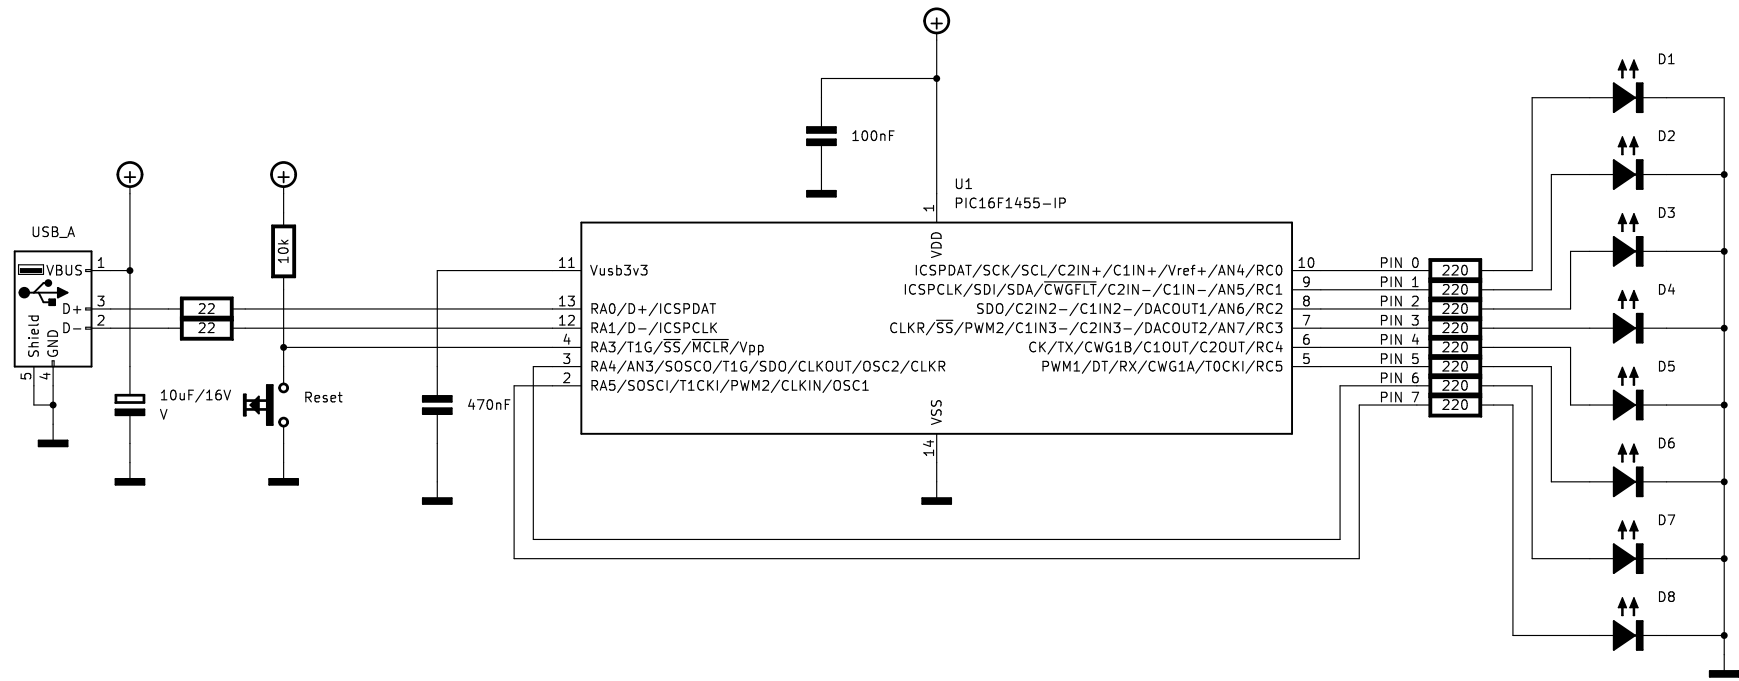 +
D1
100nF
D2
+
+
U1
PIC16F1455-IP
1
D3
USB_A
VDD
10k
VBUS 1
11 Vusb3v3
ICSPDAT/SCK/SCL/C2IN+/C1IN+/Vref+/AN4/RC0 10 PIN 0 220
ICSPCLK/SDI/SDA/CWGFLT/C2IN-/C1IN-/AN5/RC1 9 PIN 1 220
D4
D+ 3 22 13 RA0/D+/ICSPDAT
SDO/C2IN2-/C1IN2-/DACOUT1/AN6/RC2 8 PIN 2 220
D- 2 22 12 RA1/D-/ICSPCLK
CLKR/SS/PWM2/C1IN3-/C2IN3-/DACOUT2/AN7/RC3 7 PIN 3 220
Shield
GND
4 RA3/T1G/SS/MCLR/Vpp
CK/TX/CWG1B/C1OUT/C2OUT/RC4 6 PIN 4 220
3 RA4/AN3/SOSCO/T1G/SDO/CLKOUT/OSC2/CLKR
PWM1/DT/RX/CWG1A/T0CKI/RC5 5 PIN 5 220
D5
5
4
2 RA5/SOSCI/T1CKI/PWM2/CLKIN/OSC1
PIN 6 220
10uF/16V
V
Reset
470nF
PIN 7 220
VSS
14
D6
D7
D8